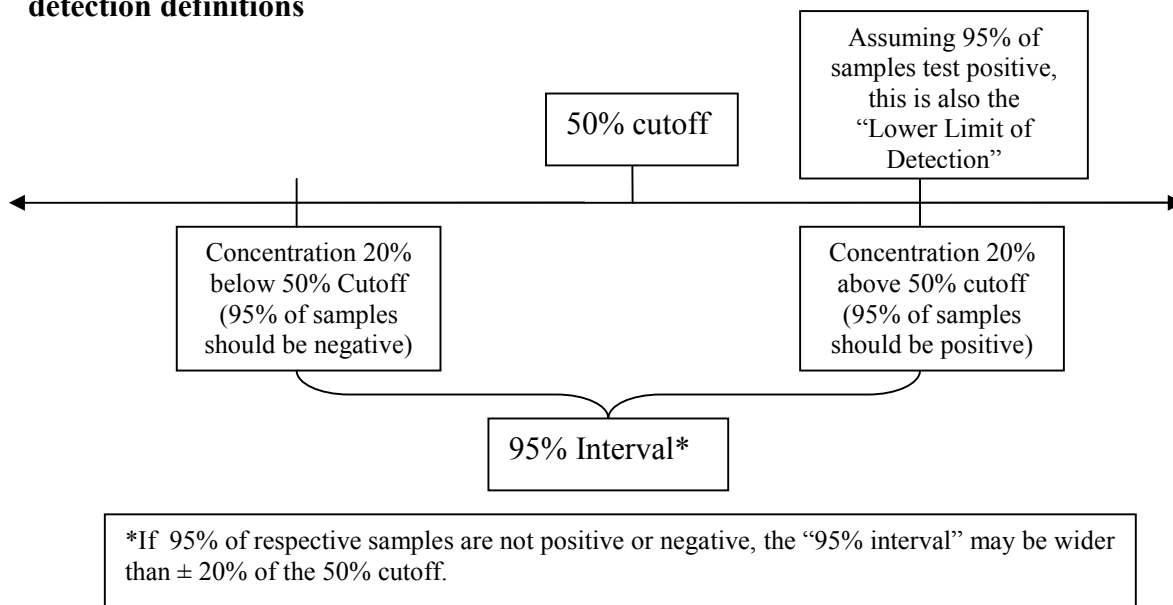 detection definitions
Assuming 95% of
samples test positive,
this is also the
“Lower Limit of
Detection”
50% cutoff
Concentration 20%
below 50% Cutoff
(95% of samples
should be negative)
Concentration 20%
above 50% cutoff
(95% of samples
should be positive)
95% Interval*
*If  95% of respective samples are not positive or negative, the “95% interval” may be wider
than ± 20% of the 50% cutoff.